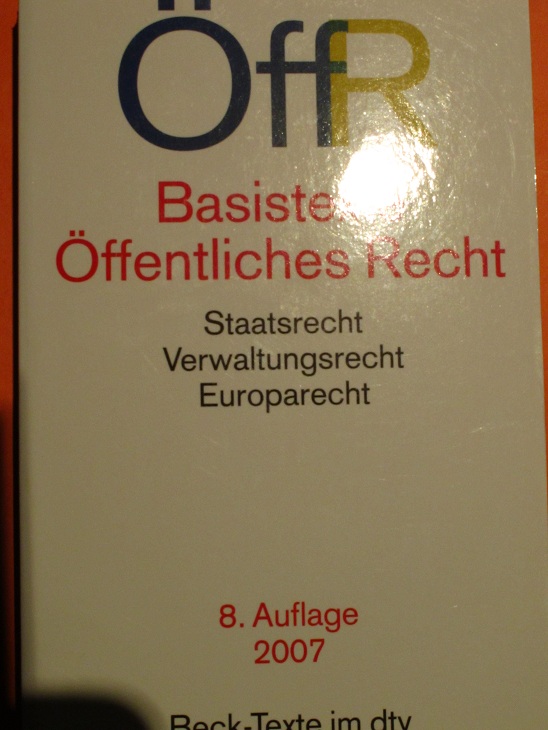 ÖffR
Öffentliches Recht
Staatsrecht
Verwaltungsrecht
Europarecht
8. Auflage
2007
Beck-Texte im dtv